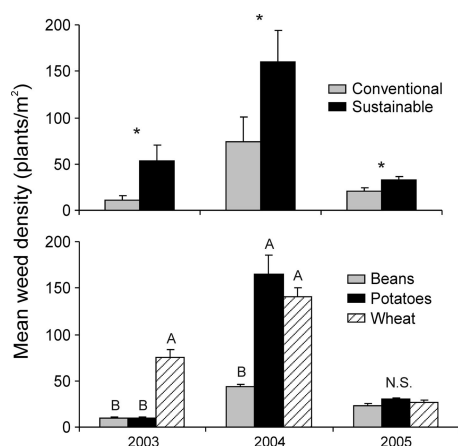 Mean weed density (plants/m²)
200
150
100
50
0
*
*
*
Conventional
Sustainable
200
150
100
50
0
B B A
B A A
N.S.
Beans
Potatoes
Wheat
2003 2004 2005